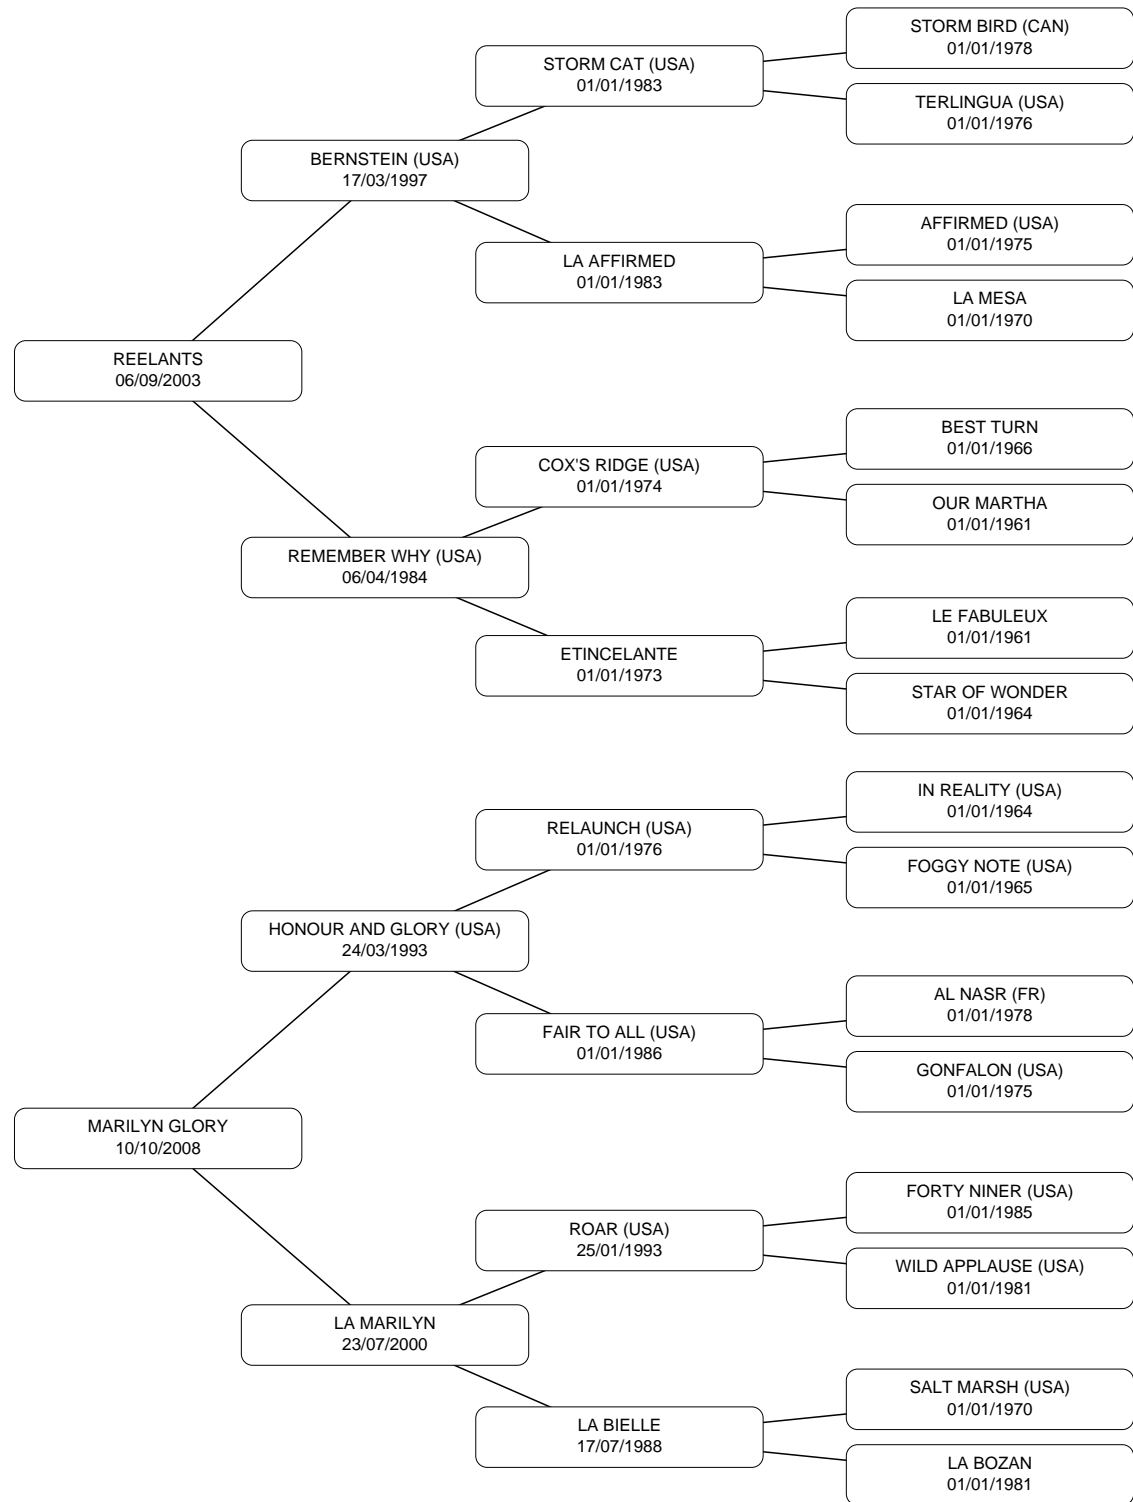 STORM BIRD (CAN)
01/01/1978
STORM CAT (USA)
01/01/1983
TERLINGUA (USA)
01/01/1976
BERNSTEIN (USA)
17/03/1997
AFFIRMED (USA)
01/01/1975
LA AFFIRMED
01/01/1983
LA MESA
01/01/1970
REELANTS
06/09/2003
BEST TURN
01/01/1966
COX'S RIDGE (USA)
01/01/1974
OUR MARTHA
01/01/1961
REMEMBER WHY (USA)
06/04/1984
LE FABULEUX
01/01/1961
ETINCELANTE
01/01/1973
STAR OF WONDER
01/01/1964
IN REALITY (USA)
01/01/1964
RELAUNCH (USA)
01/01/1976
FOGGY NOTE (USA)
01/01/1965
HONOUR AND GLORY (USA)
24/03/1993
AL NASR (FR)
01/01/1978
FAIR TO ALL (USA)
01/01/1986
GONFALON (USA)
01/01/1975
MARILYN GLORY
10/10/2008
FORTY NINER (USA)
01/01/1985
ROAR (USA)
25/01/1993
WILD APPLAUSE (USA)
01/01/1981
LA MARILYN
23/07/2000
SALT MARSH (USA)
01/01/1970
LA BIELLE
17/07/1988
LA BOZAN
01/01/1981